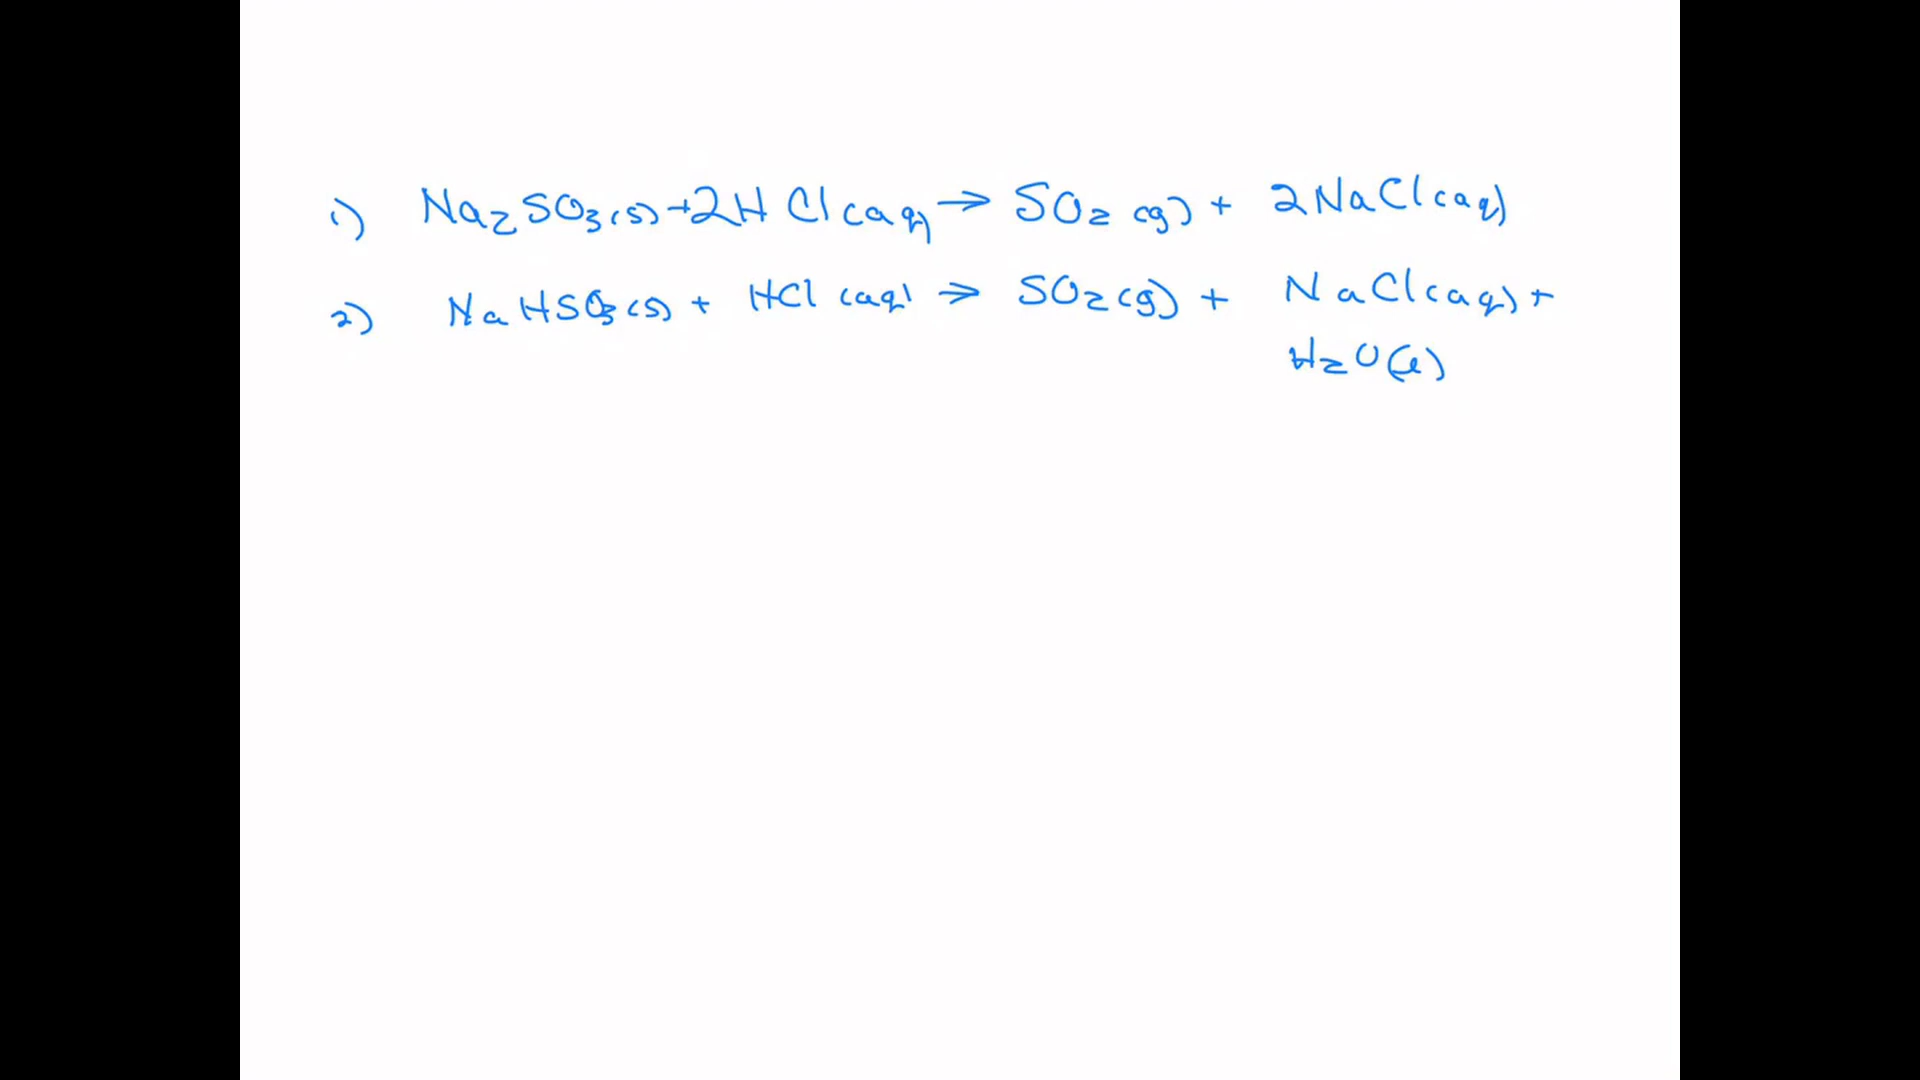 1) Na₂SO₃(s) + 2HCl(aq) → SO₂(g) + 2NaCl(aq)
2) NaHSO₃(s) + HCl(aq) → SO₂(g) + NaCl(aq) +
H₂O(l)